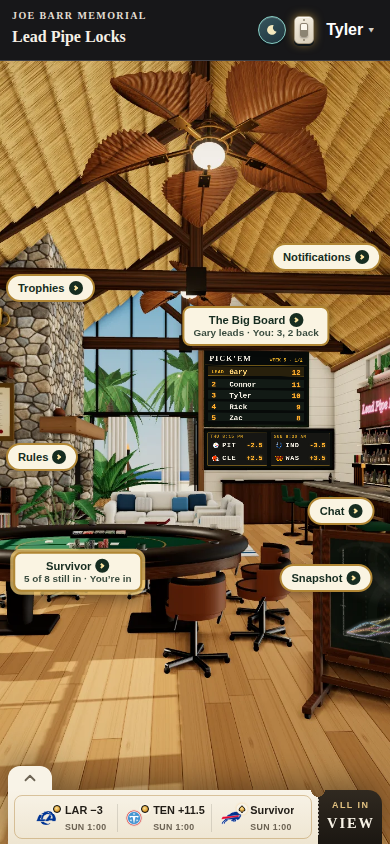 JOE BARR MEMORIAL
Lead Pipe Locks
Tyler
Notifications
Trophies
The Big Board
Gary leads · You: 3, 2 back
PICK'EM
LEAD Gary 12
2 Connor 11
3 Tyler 10
4 Rick 9
5 Zac 8
PIT -2.5
IND -3.5
CLE +2.5
WAS +3.5
Lead Pipe
Rules
Chat
Survivor
5 of 8 still in · You're in
Snapshot
LAR −3
SUN 1:00
TEN +11.5
SUN 1:00
Survivor
SUN 1:00
ALL IN
VIEW